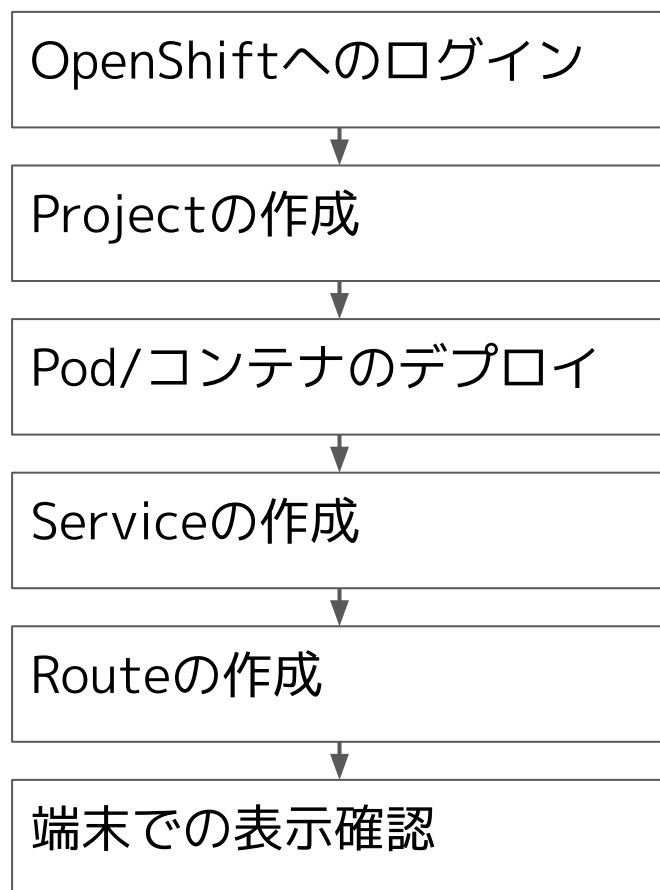 OpenShiftへのログイン
Projectの作成
Pod/コンテナのデプロイ
Serviceの作成
Routeの作成
端末での表示確認